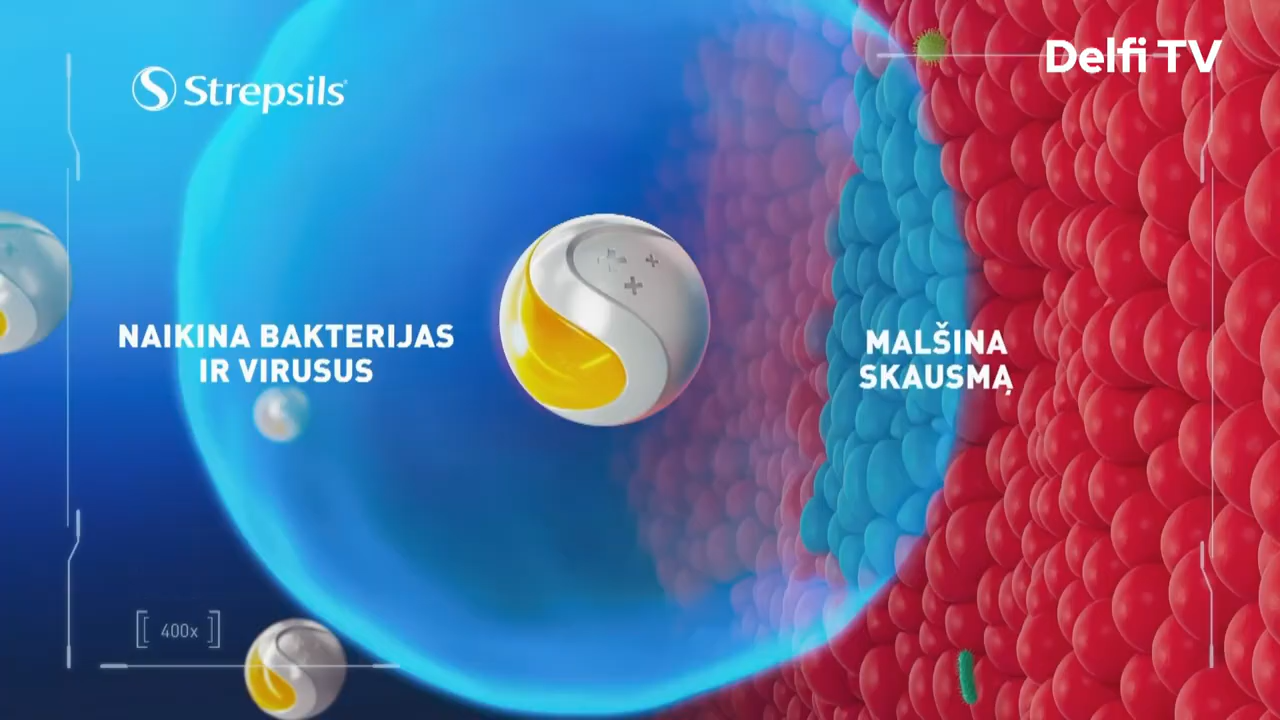 Delfi TV
Strepsils
NAIKINA BAKTERIJAS
IR VIRUSUS
MALŠINA
SKAUSMĄ
[ 400x ]